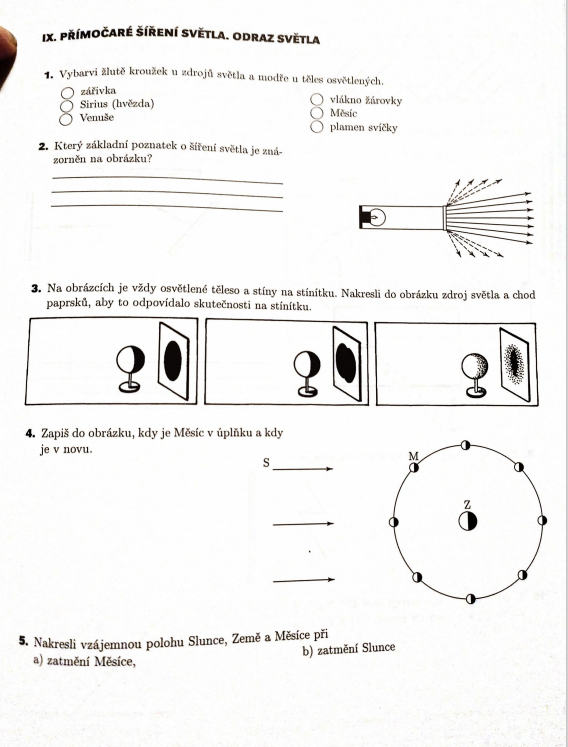 IX. PŘÍMOČARÉ ŠÍŘENÍ SVĚTLA. ODRAZ SVĚTLA
1. Vybarvi žlutě kroužek u zdrojů světla a modře u těles osvětlených.
zářivka
Sirius (hvězda)
Venuše
vlákno žárovky
Měsíc
plamen svíčky
2. Který základní poznatek o šíření světla je zná-
zorněn na obrázku?
3. Na obrázcích je vždy osvětlené těleso a stíny na stínítku. Nakresli do obrázku zdroj světla a chod
paprsků, aby to odpovídalo skutečnosti na stínítku.
4. Zapiš do obrázku, kdy je Měsíc v úplňku a kdy
je v novu.
S
M
Z
5. Nakresli vzájemnou polohu Slunce, Země a Měsíce při
a) zatmění Měsíce,
b) zatmění Slunce